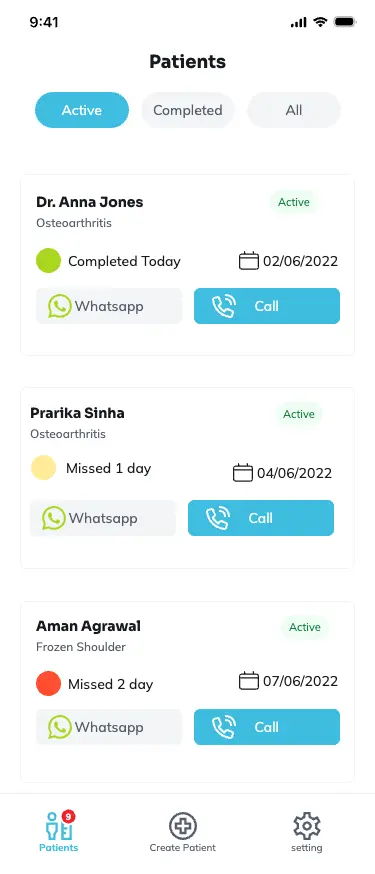 9:41
Patients
Active Completed All
Dr. Anna Jones Active
Osteoarthritis
Completed Today 02/06/2022
Whatsapp Call
Prarika Sinha Active
Osteoarthritis
Missed 1 day 04/06/2022
Whatsapp Call
Aman Agrawal Active
Frozen Shoulder
Missed 2 day 07/06/2022
Whatsapp Call
9
Patients Create Patient setting